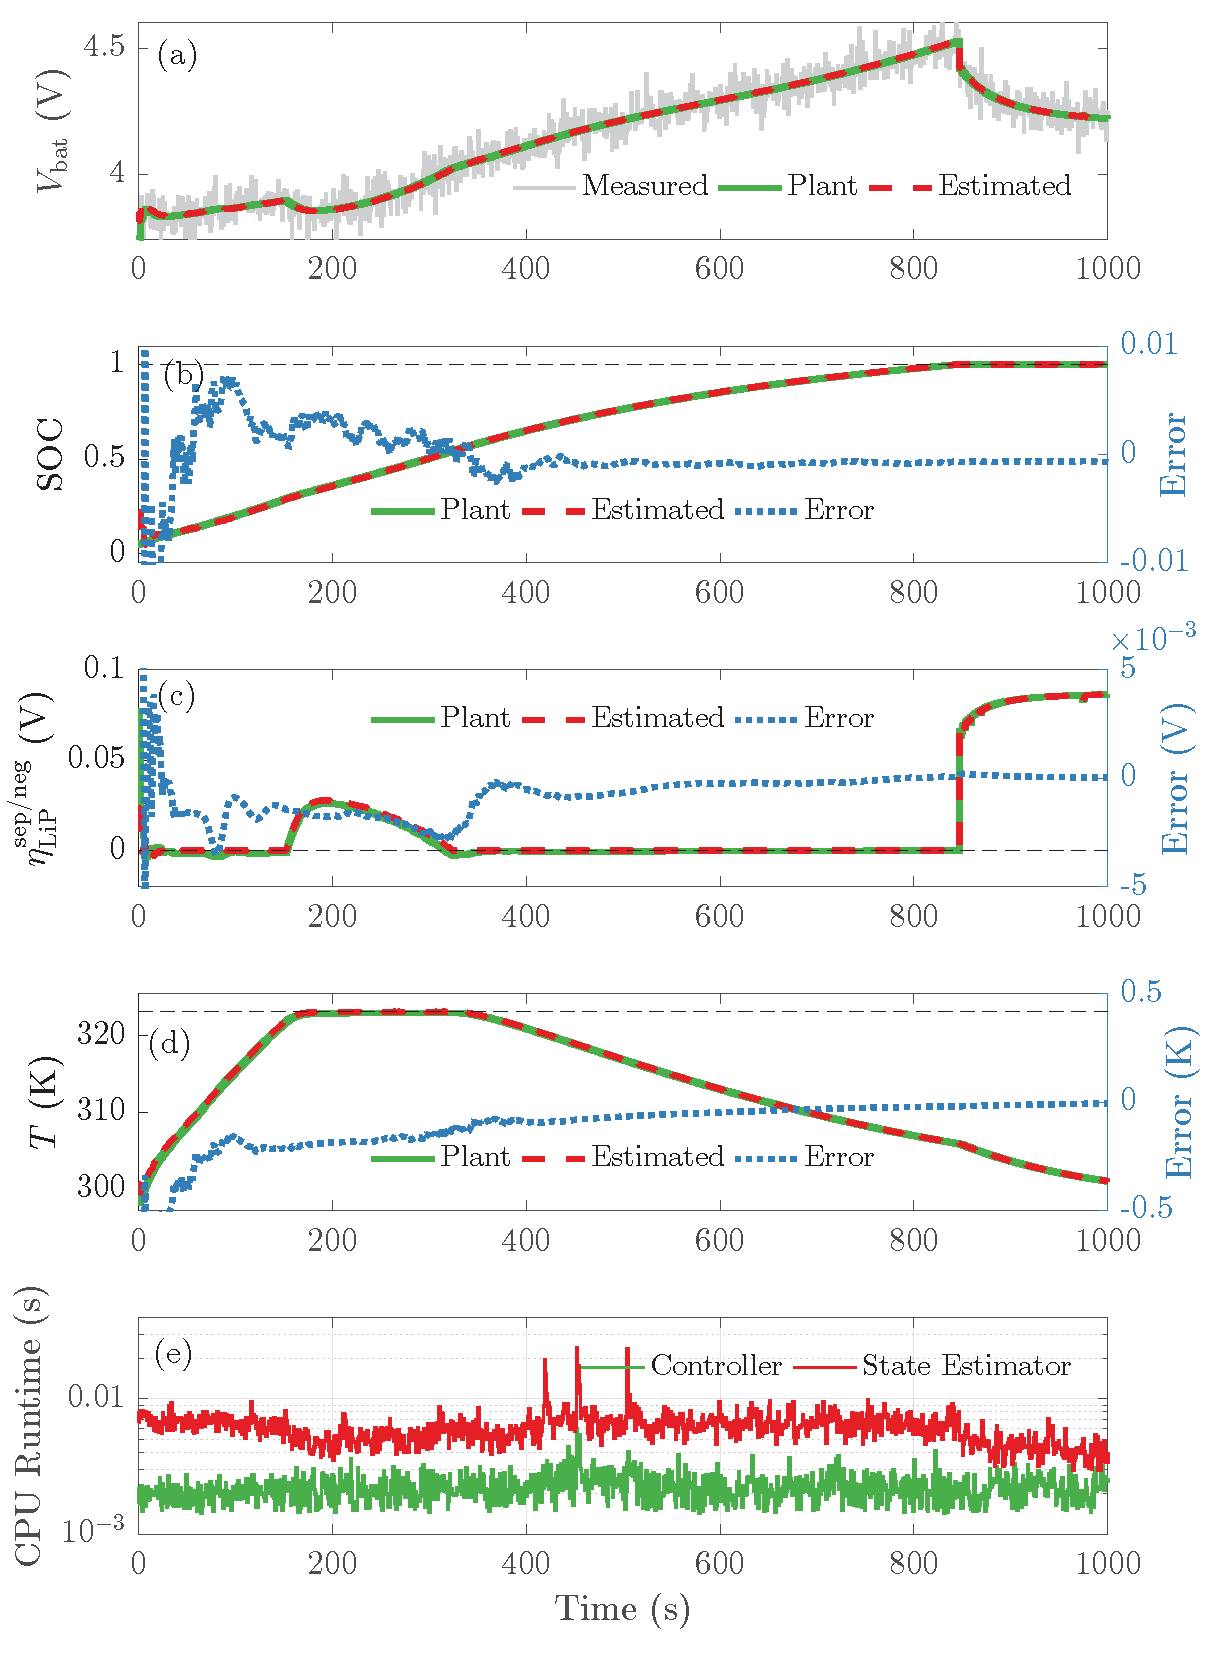 (a)
4.5
4
V_bat (V)
Measured Plant Estimated
0 200 400 600 800 1000
(b)
1
0.5
0
SOC
0.01
0
-0.01
Error
Plant Estimated Error
0 200 400 600 800 1000
×10⁻³
(c)
0.1
0.05
0
η_LiP^sep/neg (V)
5
0
-5
Error (V)
Plant Estimated Error
0 200 400 600 800 1000
(d)
320
310
300
T (K)
0.5
0
-0.5
Error (K)
Plant Estimated Error
0 200 400 600 800 1000
(e)
0.01
10⁻³
CPU Runtime (s)
Controller State Estimator
0 200 400 600 800 1000
Time (s)